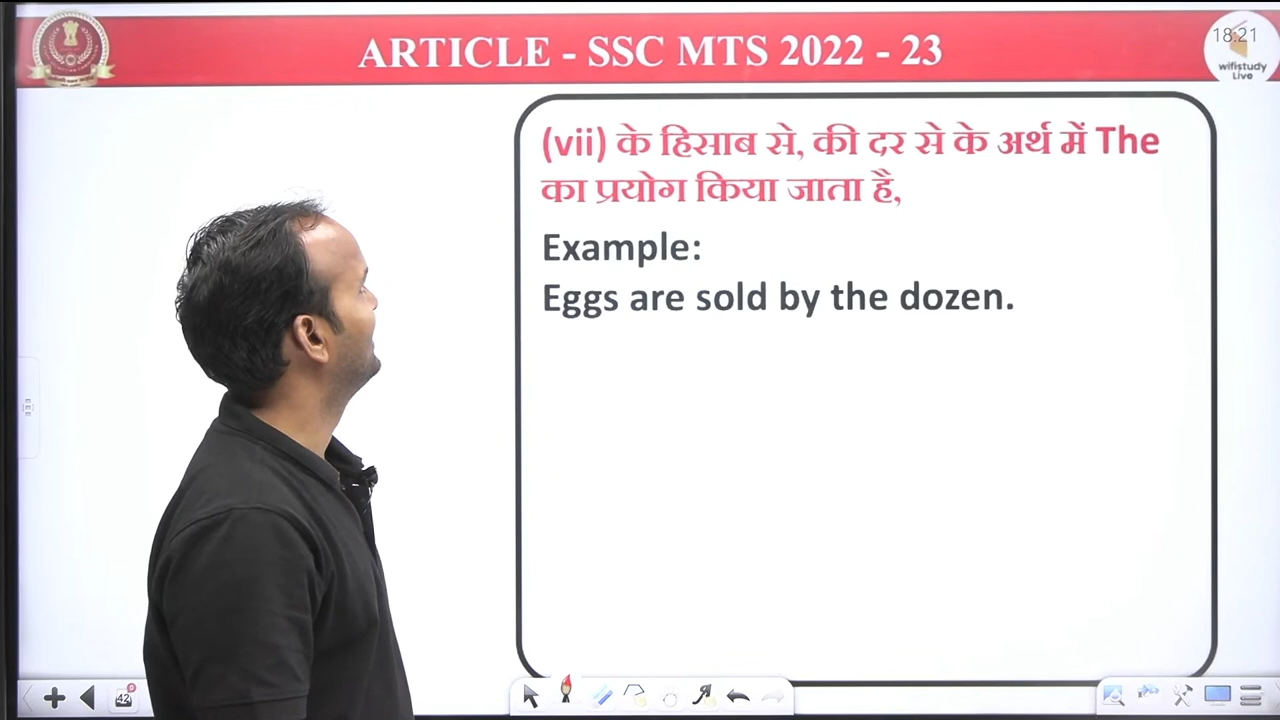 ARTICLE - SSC MTS 2022 - 23
18:21
wifistudy
Live
(vii) के हिसाब से, की दर से के अर्थ में The
का प्रयोग किया जाता है,
Example:
Eggs are sold by the dozen.
42